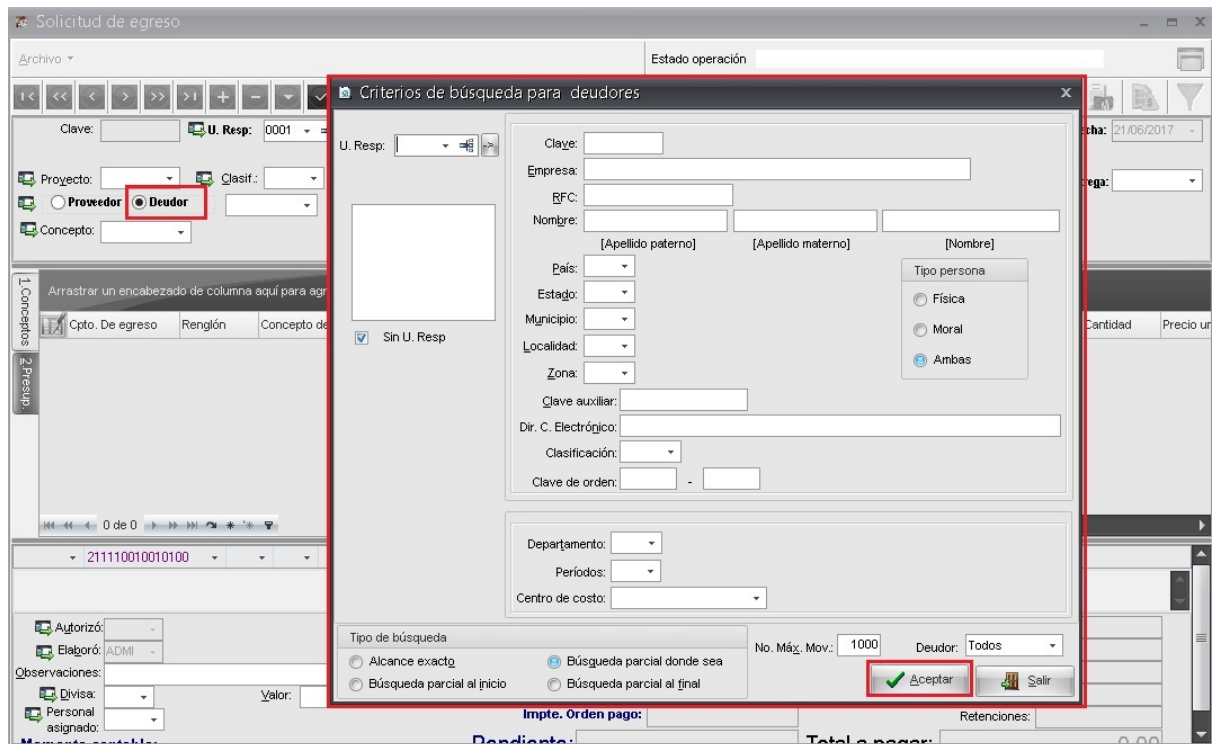 Solicitud de egreso
Archivo
Estado operación
Clave:
U. Resp: 0001
21/06/2017
Proyecto:
Clasif.:
Proveedor
Deudor
Concepto:
Criterios de búsqueda para deudores
U. Resp:
Sin U. Resp
Clave:
Empresa:
RFC:
Nombre:
[Apellido paterno] [Apellido materno] [Nombre]
País:
Estado:
Municipio:
Localidad:
Zona:
Tipo persona
Física
Moral
Ambas
Clave auxiliar:
Dir. C. Electrónico:
Clasificación:
Clave de orden: -
Departamento:
Períodos:
Centro de costo:
Tipo de búsqueda
Alcance exacto
Búsqueda parcial donde sea
Búsqueda parcial al inicio
Búsqueda parcial al final
No. Máx. Mov.: 1000
Deudor: Todos
Aceptar
Salir
1.Conceptos
2.Presup.
Arrastrar un encabezado de columna aquí para agr
Cpto. De egreso Renglón Concepto de
Cantidad Precio un
0 de 0
211110010010100
Autorizó:
Elaboró: ADMI
Observaciones:
Divisa:
Valor:
Personal asignado:
Impte. Orden pago:
Retenciones:
Momento contable:
Pendiente:
Total a pagar: 0.00